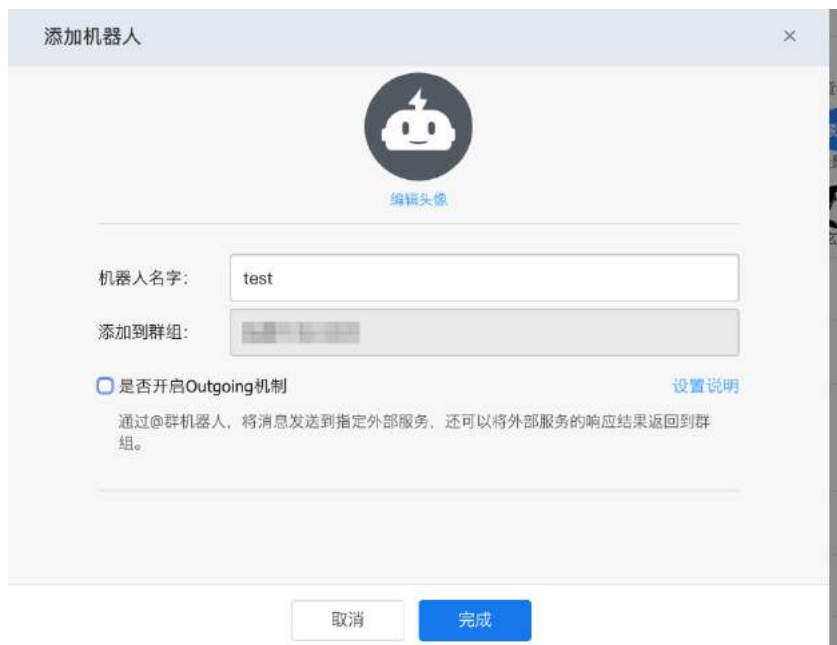 添加机器人
×
编辑头像
机器人名字:
test
添加到群组:
是否开启Outgoing机制
设置说明
通过@群机器人，将消息发送到指定外部服务，还可以将外部服务的响应结果返回到群
组。
取消
完成